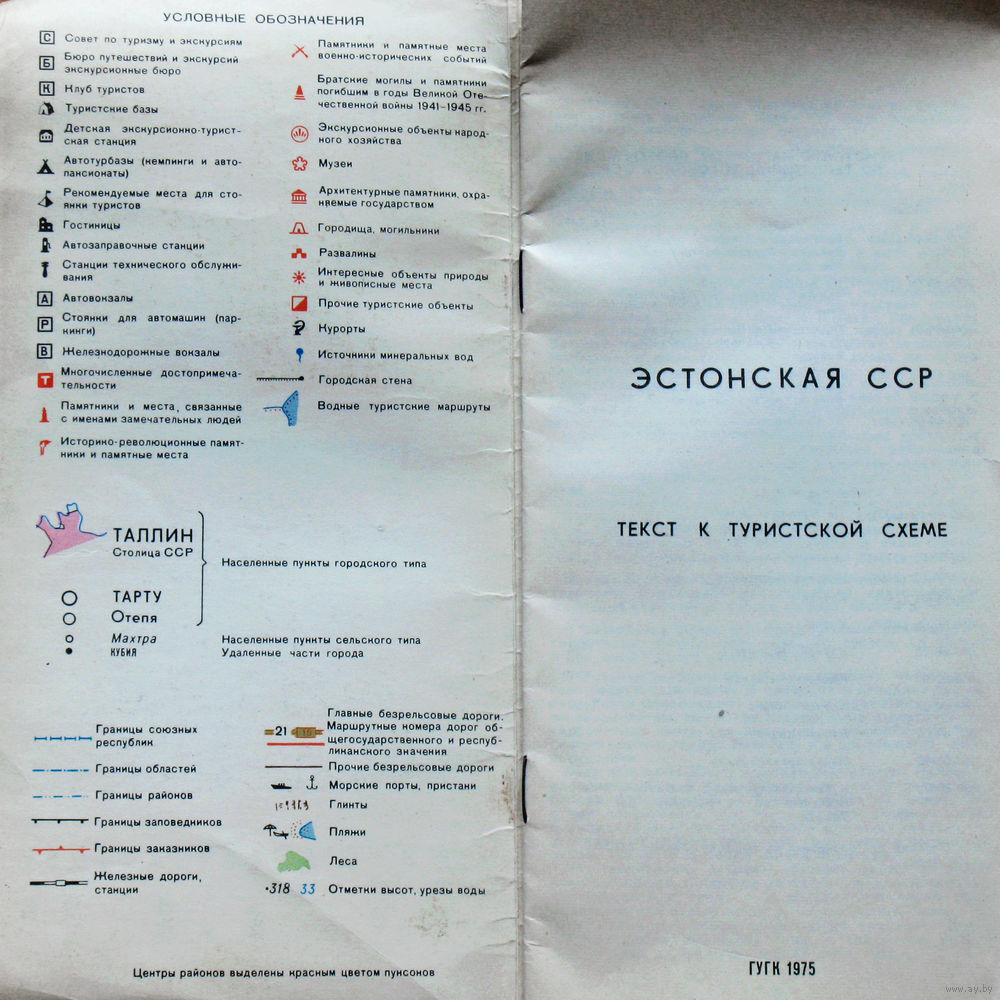 УСЛОВНЫЕ ОБОЗНАЧЕНИЯ
С Совет по туризму и экскурсиям
Б Бюро путешествий и экскурсий
экскурсионные бюро
К Клуб туристов
Туристские базы
Детская экскурсионно-турист-
ская станция
Автотурбазы (кемпинги и авто-
пансионаты)
Рекомендуемые места для сто-
янки туристов
Гостиницы
Автозаправочные станции
Станции технического обслужи-
вания
А Автовокзалы
Р Стоянки для автомашин (пар-
кинги)
В Железнодорожные вокзалы
Т Многочисленные достопримеча-
тельности
Памятники и места, связанные
с именами замечательных людей
Историко-революционные памят-
ники и памятные места
Памятники и памятные места
военно-исторических событий
Братские могилы и памятники
погибшим в годы Великой Оте-
чественной войны 1941-1945 гг.
Экскурсионные объекты народ-
ного хозяйства
Музеи
Архитектурные памятники, охра-
няемые государством
Городища, могильники
Развалины
Интересные объекты природы
и живописные места
Прочие туристские объекты
Курорты
Источники минеральных вод
Городская стена
Водные туристские маршруты
ТАЛЛИН
Столица ССР
Населенные пункты городского типа
ТАРТУ
Отепя
Махтра Населенные пункты сельского типа
КУБИЯ Удаленные части города
Границы союзных
республик
Границы областей
Границы районов
Границы заповедников
Границы заказников
Железные дороги,
станции
Главные безрельсовые дороги.
21 Маршрутные номера дорог об-
щегосударственного и респуб-
ликанского значения
Прочие безрельсовые дороги
Морские порты, пристани
Глинты
Пляжи
Леса
·318 33 Отметки высот, урезы воды
Центры районов выделены красным цветом пунсонов
ЭСТОНСКАЯ ССР
ТЕКСТ К ТУРИСТСКОЙ СХЕМЕ
ГУГК 1975
www.ay.by